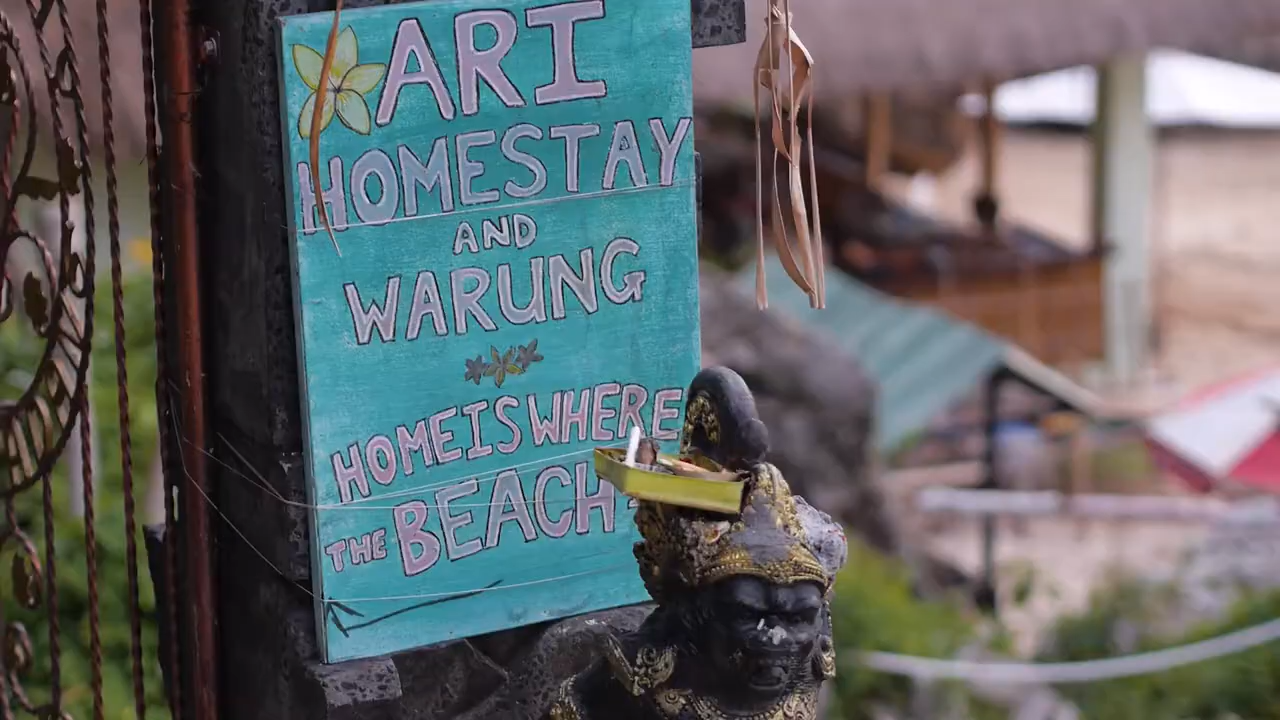 ARI
HOMESTAY
AND
WARUNG
HOME IS WHERE
THE BEACH